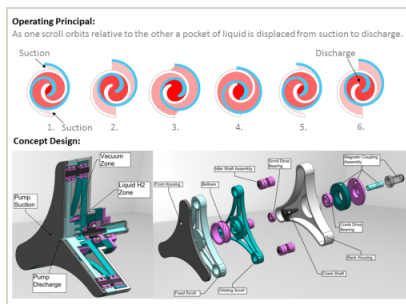 Operating Principal:
As one scroll orbits relative to the other a pocket of liquid is displaced from suction to discharge.
Suction
Discharge
1.
Suction
2.
3.
4.
5.
6.
Concept Design:
Vacuum
Zone
Liquid H2
Zone
Pump
Suction
Pump
Discharge
Front Housing
Fixed Scroll
Bellows
Idler Shaft Assembly
Orbiting Scroll
Scroll Drive
Bearing
Magnetic Coupling
Assembly
Crank Drive
Bearing
Back Housing
Crank Shaft